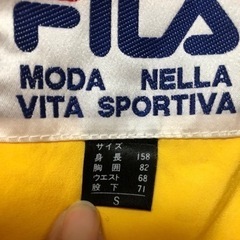 FILA
MODA NELLA
VITA SPORTIVA
サイズ
身長 158
胸囲 82
ウエスト 68
股下 71
S